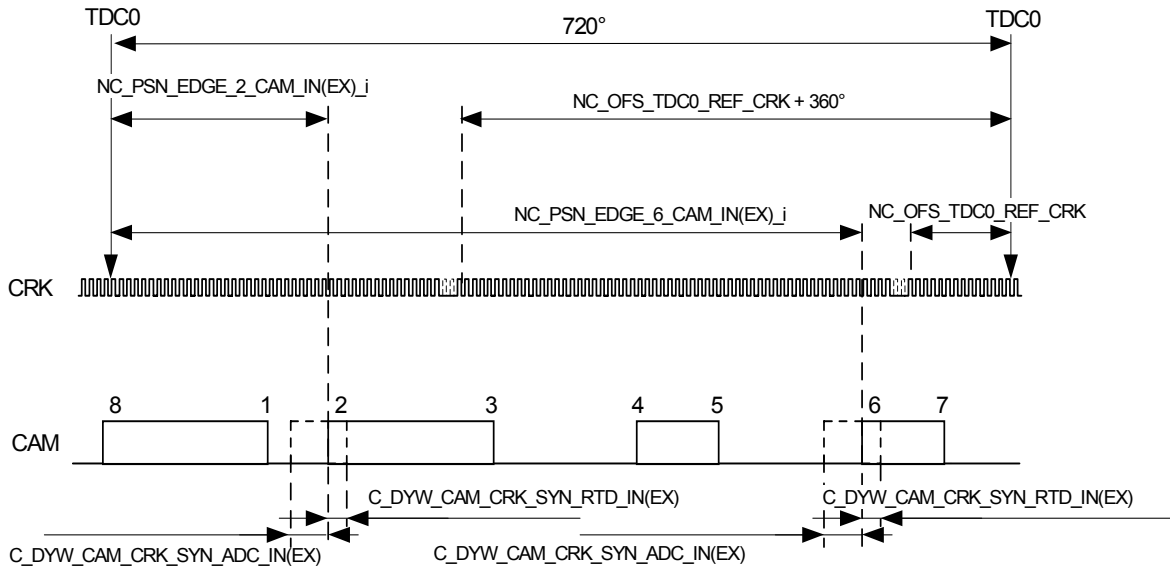 TDC0
TDC0
720°
NC_PSN_EDGE_2_CAM_IN(EX)_i
NC_OFS_TDC0_REF_CRK + 360°
NC_PSN_EDGE_6_CAM_IN(EX)_i
NC_OFS_TDC0_REF_CRK
CRK
8
1
2
3
4
5
6
7
CAM
C_DYW_CAM_CRK_SYN_RTD_IN(EX)
C_DYW_CAM_CRK_SYN_RTD_IN(EX)
C_DYW_CAM_CRK_SYN_ADC_IN(EX)
C_DYW_CAM_CRK_SYN_ADC_IN(EX)